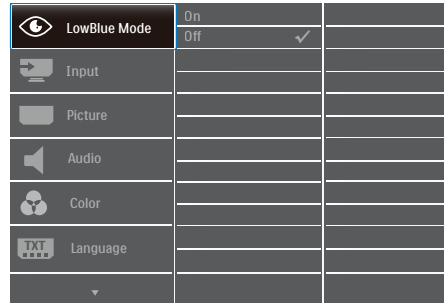 LowBlue Mode
On
Off
Input
Picture
Audio
Color
TXT
Language